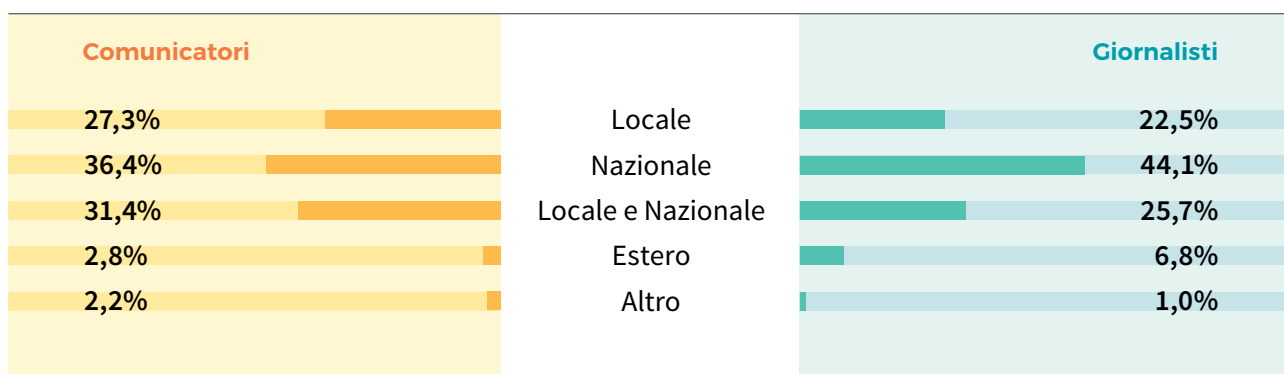 Comunicatori Giornalisti
27,3% Locale 22,5%
36,4% Nazionale 44,1%
31,4% Locale e Nazionale 25,7%
2,8% Estero 6,8%
2,2% Altro 1,0%